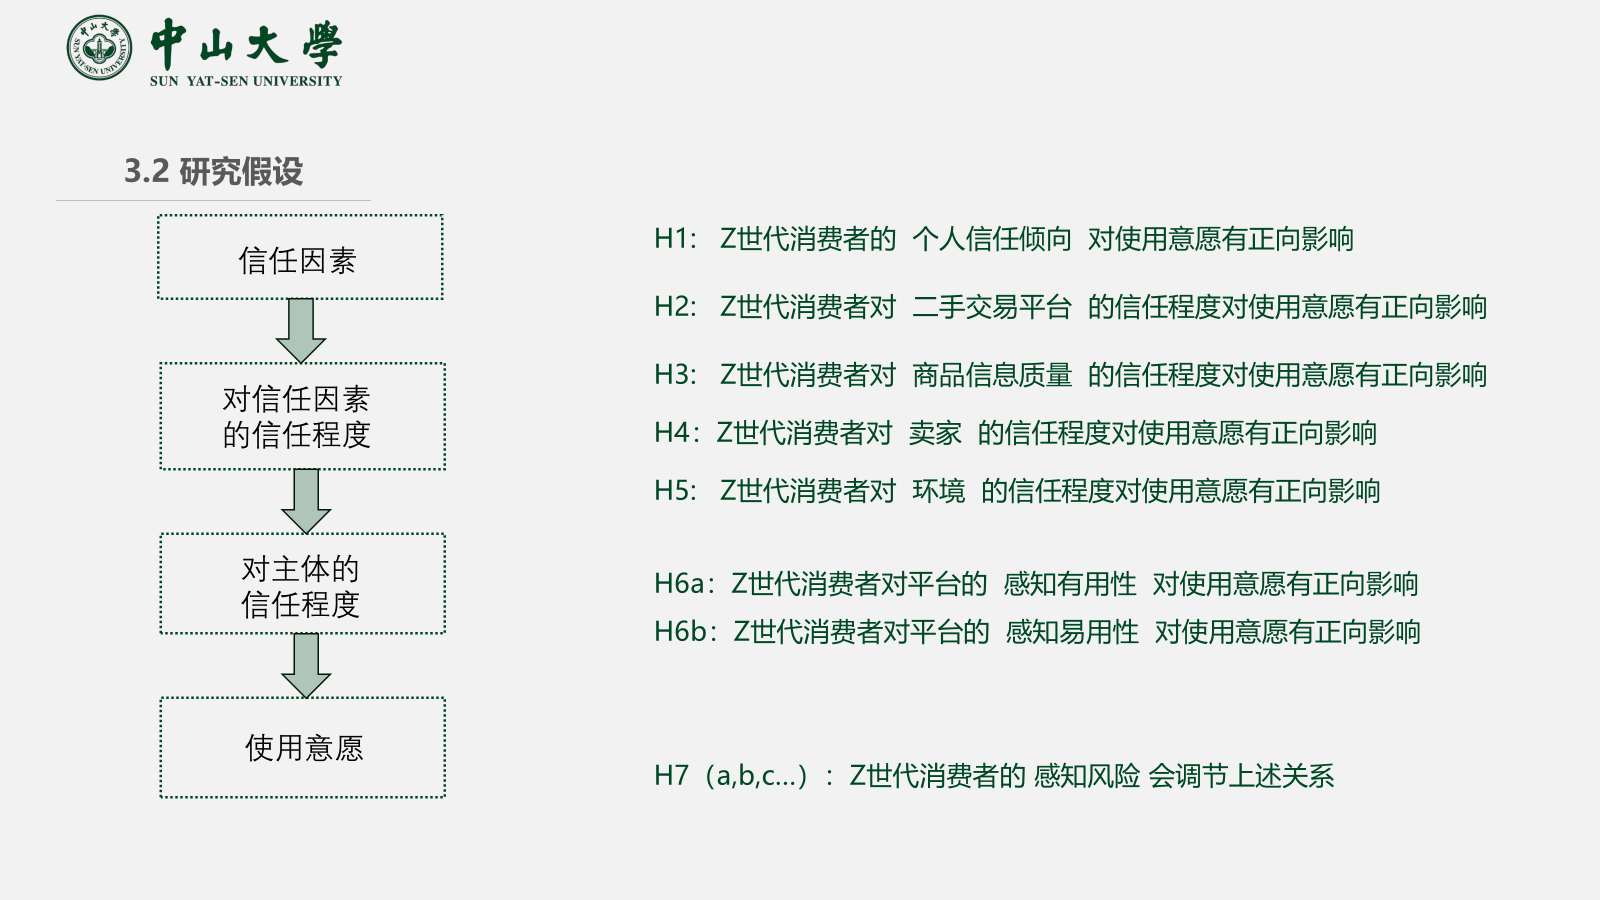 中山大學
SUN YAT-SEN UNIVERSITY
中山大學
SUN YAT-SEN UNIVERSITY
3.2 研究假设
信任因素
对信任因素
的信任程度
对主体的
信任程度
使用意愿
H1： Z世代消费者的 个人信任倾向 对使用意愿有正向影响
H2： Z世代消费者对 二手交易平台 的信任程度对使用意愿有正向影响
H3： Z世代消费者对 商品信息质量 的信任程度对使用意愿有正向影响
H4：Z世代消费者对 卖家 的信任程度对使用意愿有正向影响
H5： Z世代消费者对 环境 的信任程度对使用意愿有正向影响
H6a：Z世代消费者对平台的 感知有用性 对使用意愿有正向影响
H6b：Z世代消费者对平台的 感知易用性 对使用意愿有正向影响
H7（a,b,c...）：Z世代消费者的 感知风险 会调节上述关系